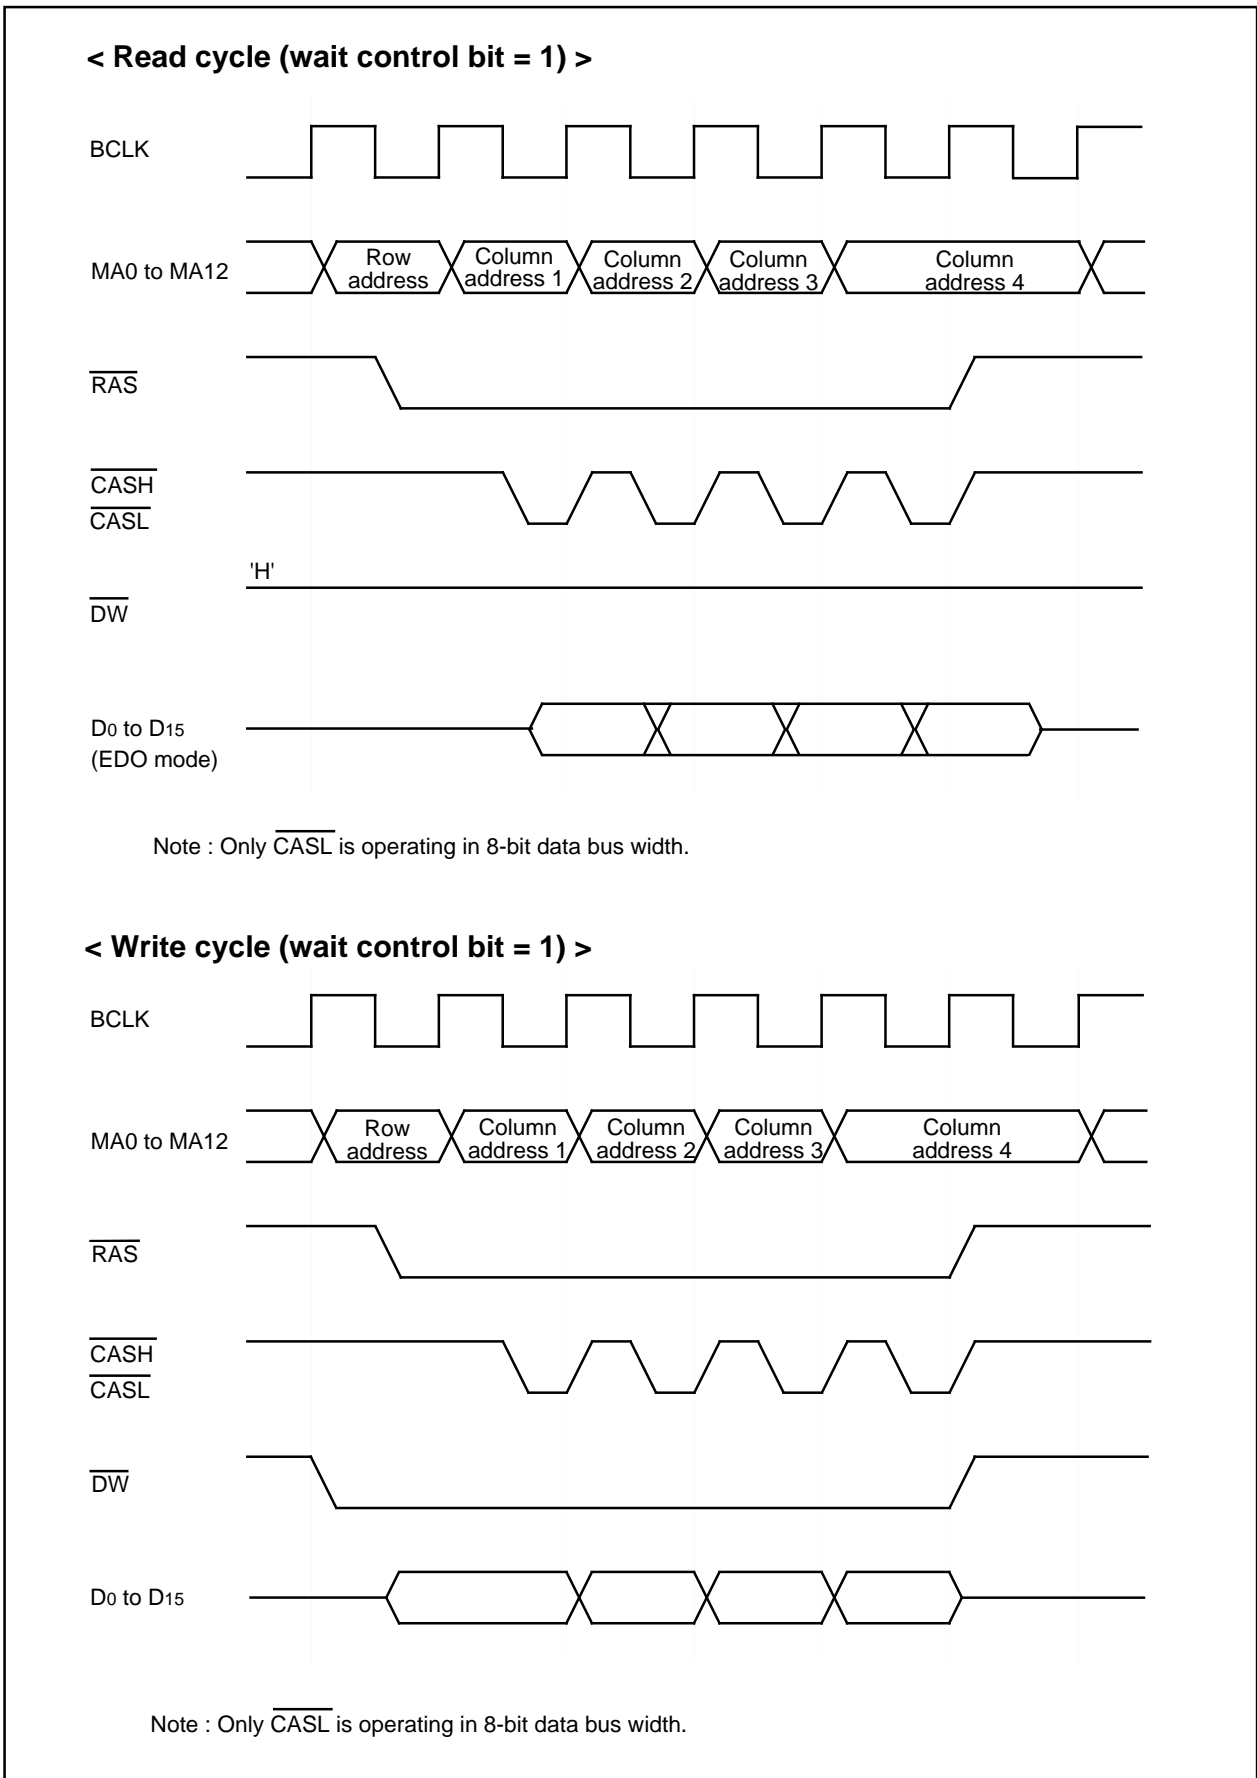 < Read cycle (wait control bit = 1) >
BCLK
MA0 to MA12
Row
address
Column
address 1
Column
address 2
Column
address 3
Column
address 4
RAS
CASH
CASL
'H'
DW
D0 to D15
(EDO mode)
Note : Only CASL is operating in 8-bit data bus width.
< Write cycle (wait control bit = 1) >
BCLK
MA0 to MA12
Row
address
Column
address 1
Column
address 2
Column
address 3
Column
address 4
RAS
CASH
CASL
DW
D0 to D15
Note : Only CASL is operating in 8-bit data bus width.